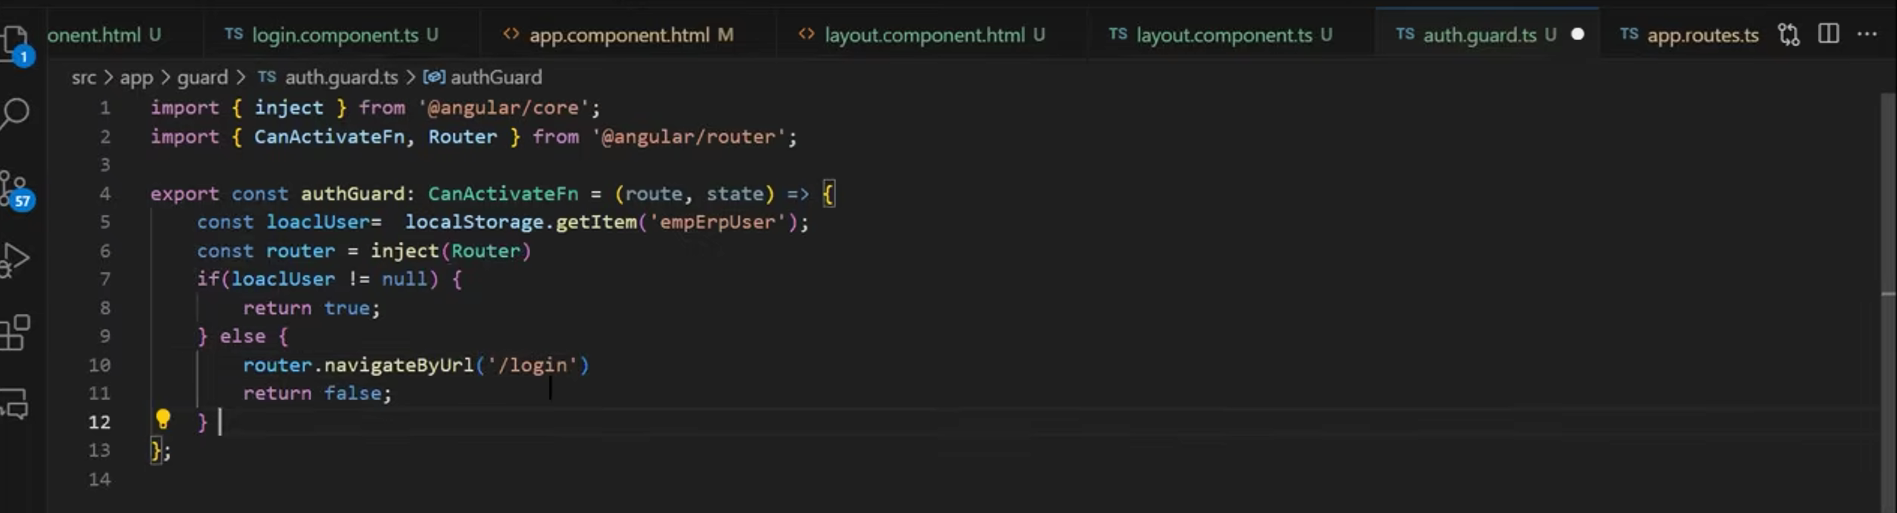 onent.html U TS login.component.ts U <> app.component.html M <> layout.component.html U TS layout.component.ts U TS auth.guard.ts U ● TS app.routes.ts ...
src > app > guard > TS auth.guard.ts > authGuard
1 import { inject } from '@angular/core';
2 import { CanActivateFn, Router } from '@angular/router';
3
4 export const authGuard: CanActivateFn = (route, state) => {
5 const loaclUser=  localStorage.getItem('empErpUser');
6 const router = inject(Router)
7 if(loaclUser != null) {
8 return true;
9 } else {
10 router.navigateByUrl('/login')
11 return false;
12 }
13 };
14
1
57